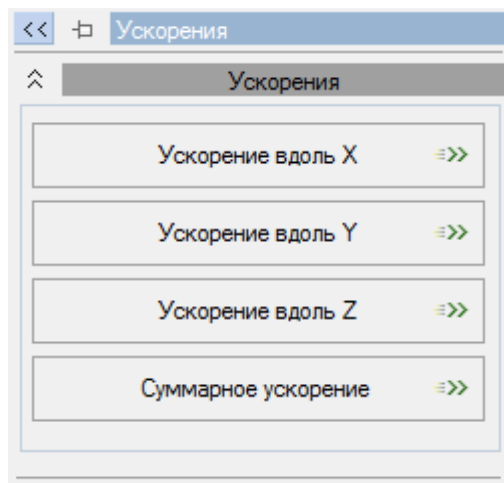 << Ускорения
Ускорения
Ускорение вдоль X
Ускорение вдоль Y
Ускорение вдоль Z
Суммарное ускорение